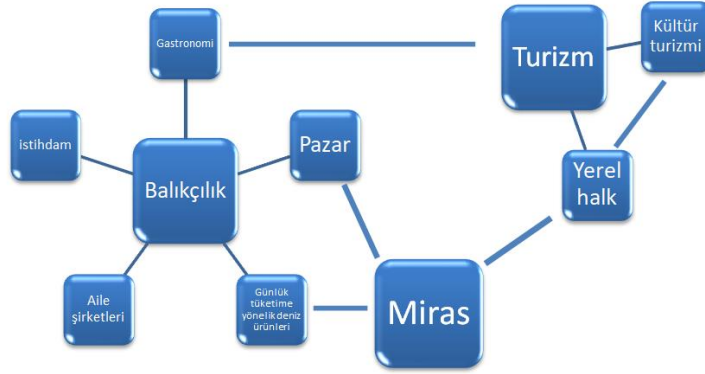 Gastronomi
Turizm
Kültür
turizmi
istihdam
Balıkçılık
Pazar
Yerel
halk
Aile
şirketleri
Günlük
tüketime
yönelik deniz
ürünleri
Miras